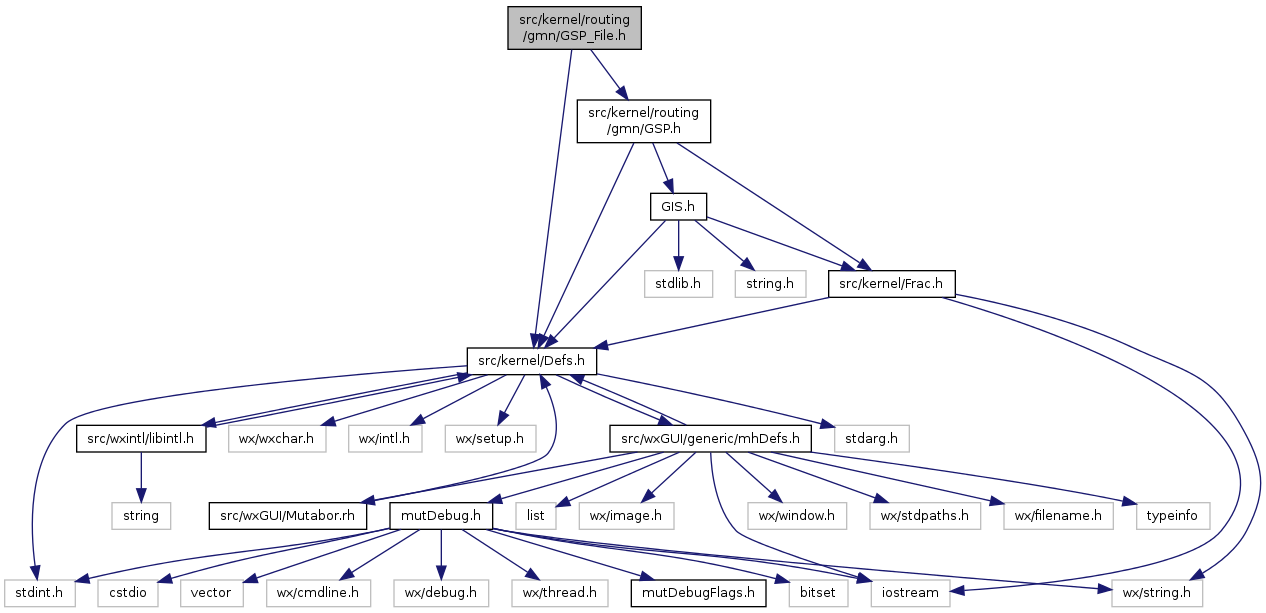 src/kernel/routing
/gmn/GSP_File.h
src/kernel/routing
/gmn/GSP.h
GIS.h
stdlib.h
string.h
src/kernel/Frac.h
src/kernel/Defs.h
src/wxintl/libintl.h
wx/wxchar.h
wx/intl.h
wx/setup.h
src/wxGUI/generic/mhDefs.h
stdarg.h
string
src/wxGUI/Mutabor.rh
mutDebug.h
list
wx/image.h
wx/window.h
wx/stdpaths.h
wx/filename.h
typeinfo
stdint.h
cstdio
vector
wx/cmdline.h
wx/debug.h
wx/thread.h
mutDebugFlags.h
bitset
iostream
wx/string.h